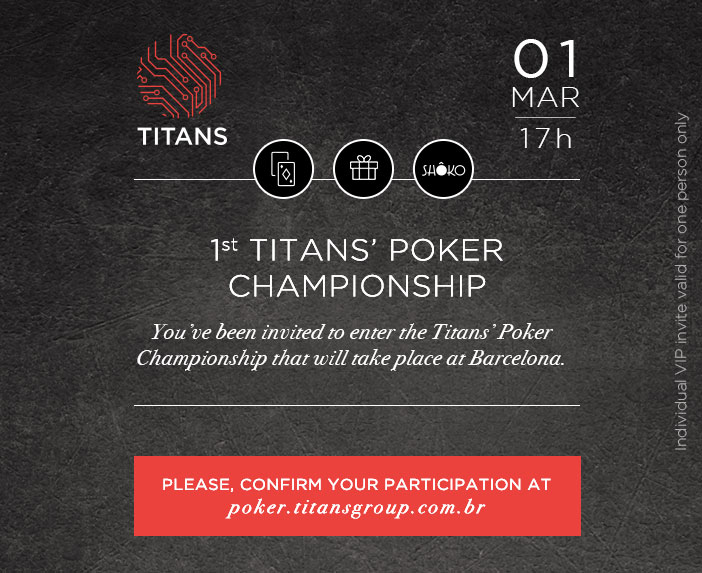 TITANS
01
MAR
17h
SHÔKO
1st TITANS’ POKER
CHAMPIONSHIP
You’ve been invited to enter the Titans’ Poker
Championship that will take place at Barcelona.
PLEASE, CONFIRM YOUR PARTICIPATION AT
poker.titansgroup.com.br
Individual VIP invite valid for one person only